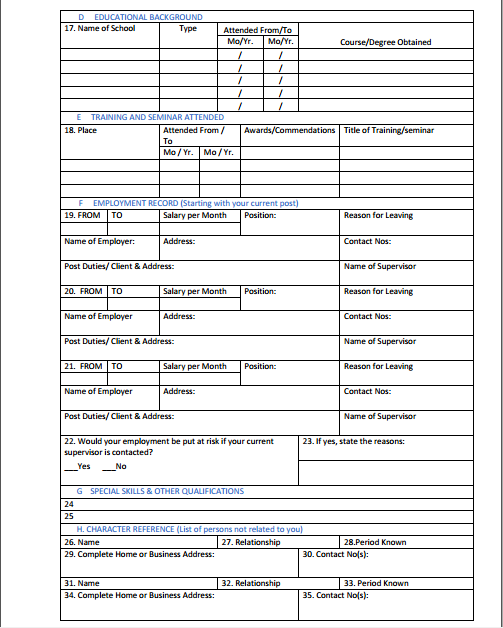 D EDUCATIONAL BACKGROUND
17. Name of School Type Attended From/To
Mo/Yr. Mo/Yr. Course/Degree Obtained
/ /
/ /
/ /
/ /
/ /
E TRAINING AND SEMINAR ATTENDED
18. Place Attended From / To Awards/Commendations Title of Training/seminar
Mo / Yr. Mo / Yr.
F EMPLOYMENT RECORD (Starting with your current post)
19. FROM TO Salary per Month Position: Reason for Leaving
Name of Employer: Address: Contact Nos:
Post Duties/ Client & Address: Name of Supervisor
20. FROM TO Salary per Month Position: Reason for Leaving
Name of Employer Address: Contact Nos:
Post Duties/ Client & Address: Name of Supervisor
21. FROM TO Salary per Month Position: Reason for Leaving
Name of Employer Address: Contact Nos:
Post Duties/ Client & Address: Name of Supervisor
22. Would your employment be put at risk if your current 23. If yes, state the reasons:
supervisor is contacted?
___Yes ___No
G SPECIAL SKILLS & OTHER QUALIFICATIONS
24
25
H. CHARACTER REFERENCE (List of persons not related to you)
26. Name 27. Relationship 28.Period Known
29. Complete Home or Business Address: 30. Contact No(s):
31. Name 32. Relationship 33. Period Known
34. Complete Home or Business Address: 35. Contact No(s):